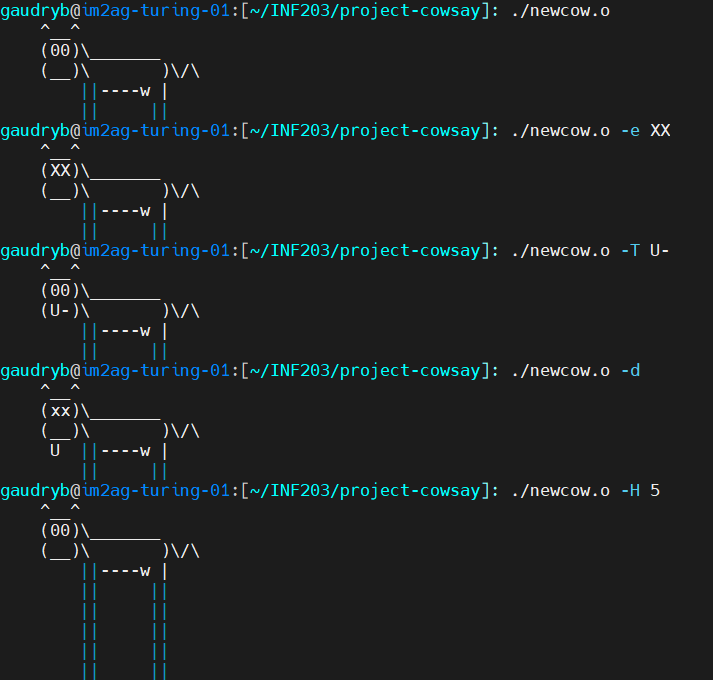 gaudryb@im2ag-turing-01:[~/INF203/project-cowsay]: ./newcow.o
    ^__^
    (00)\_______
    (__)\       )\/\
        ||----w |
        ||     ||
gaudryb@im2ag-turing-01:[~/INF203/project-cowsay]: ./newcow.o -e XX
    ^__^
    (XX)\_______
    (__)\       )\/\
        ||----w |
        ||     ||
gaudryb@im2ag-turing-01:[~/INF203/project-cowsay]: ./newcow.o -T U-
    ^__^
    (00)\_______
    (U-)\       )\/\
        ||----w |
        ||     ||
gaudryb@im2ag-turing-01:[~/INF203/project-cowsay]: ./newcow.o -d
    ^__^
    (xx)\_______
    (__)\       )\/\
     U  ||----w |
        ||     ||
gaudryb@im2ag-turing-01:[~/INF203/project-cowsay]: ./newcow.o -H 5
    ^__^
    (00)\_______
    (__)\       )\/\
        ||----w |
        ||     ||
        ||     ||
        ||     ||
        ||     ||
        ||     ||